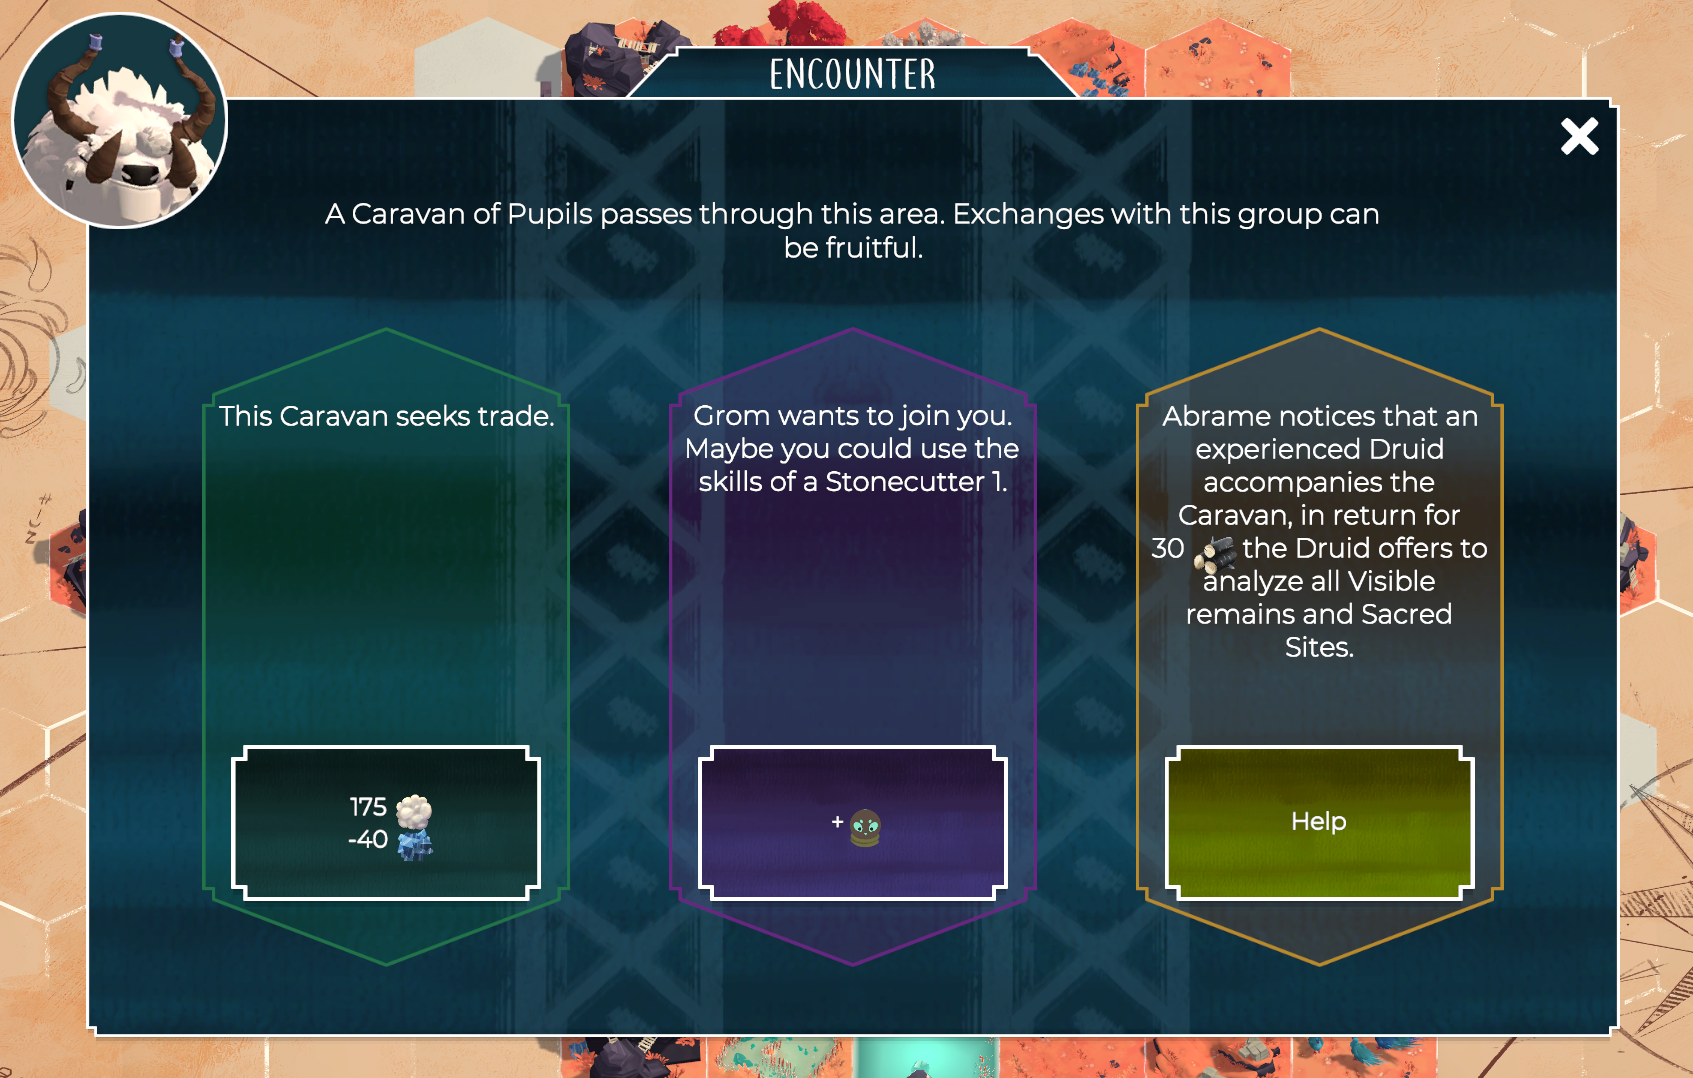 ENCOUNTER
A Caravan of Pupils passes through this area. Exchanges with this group can
be fruitful.
This Caravan seeks trade.
175
-40
Grom wants to join you.
Maybe you could use the
skills of a Stonecutter 1.
+
Abrame notices that an
experienced Druid
accompanies the
Caravan, in return for
30 the Druid offers to
analyze all Visible
remains and Sacred
Sites.
Help